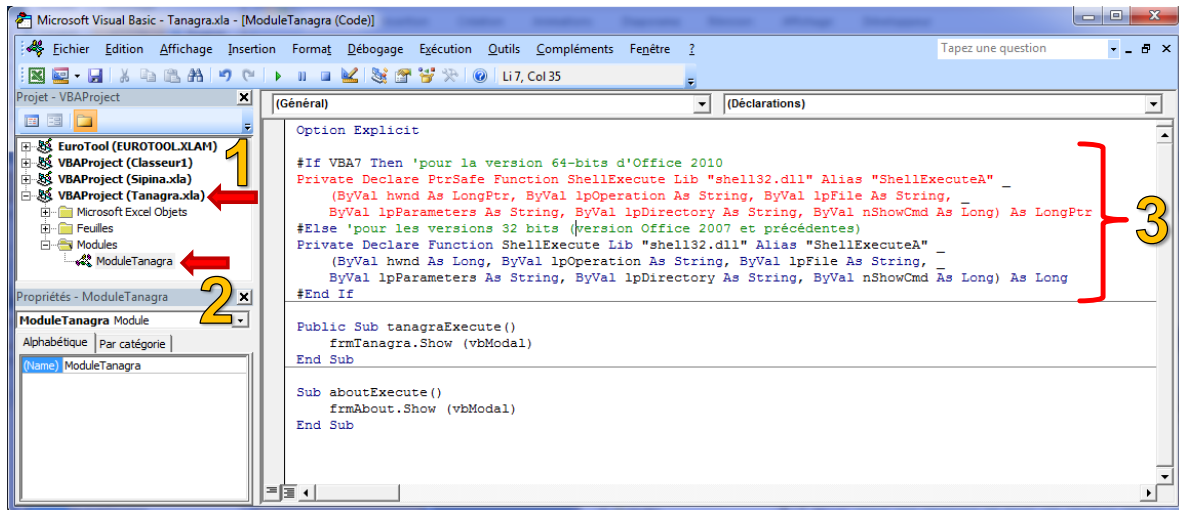 Microsoft Visual Basic - Tanagra.xla - [ModuleTanagra (Code)]
Fichier Edition Affichage Insertion Format Débogage Exécution Outils Compléments Fenêtre ? Tapez une question
Li 7, Col 35
Projet - VBAProject
(Général) (Déclarations)
EuroTool (EUROTOOL.XLAM)
VBAProject (Classeur1)
VBAProject (Sipina.xla)
VBAProject (Tanagra.xla)
Microsoft Excel Objets
Feuilles
Modules
ModuleTanagra
1
2
Propriétés - ModuleTanagra
ModuleTanagra Module
Alphabétique Par catégorie
(Name) ModuleTanagra
Option Explicit
#If VBA7 Then 'pour la version 64-bits d'Office 2010
Private Declare PtrSafe Function ShellExecute Lib "shell32.dll" Alias "ShellExecuteA" _
(ByVal hwnd As LongPtr, ByVal lpOperation As String, ByVal lpFile As String, _
ByVal lpParameters As String, ByVal lpDirectory As String, ByVal nShowCmd As Long) As LongPtr
#Else 'pour les versions 32 bits (version Office 2007 et précédentes)
Private Declare Function ShellExecute Lib "shell32.dll" Alias "ShellExecuteA" _
(ByVal hwnd As Long, ByVal lpOperation As String, ByVal lpFile As String, _
ByVal lpParameters As String, ByVal lpDirectory As String, ByVal nShowCmd As Long) As Long
#End If
3
Public Sub tanagraExecute()
frmTanagra.Show (vbModal)
End Sub
Sub aboutExecute()
frmAbout.Show (vbModal)
End Sub